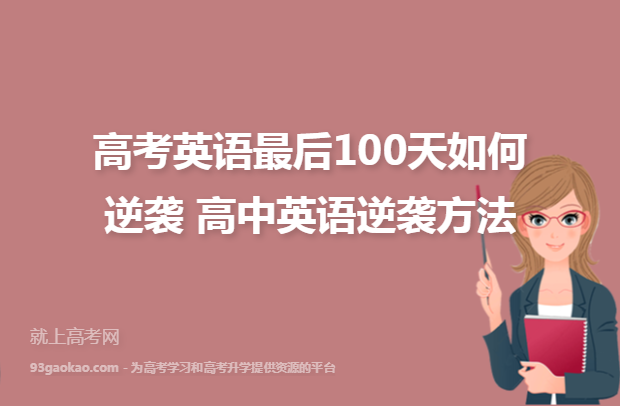 高考英语最后100天如何
逆袭 高中英语逆袭方法
就上高考网
93gaokao.com - 为高考学习和高考升学提供资源的平台